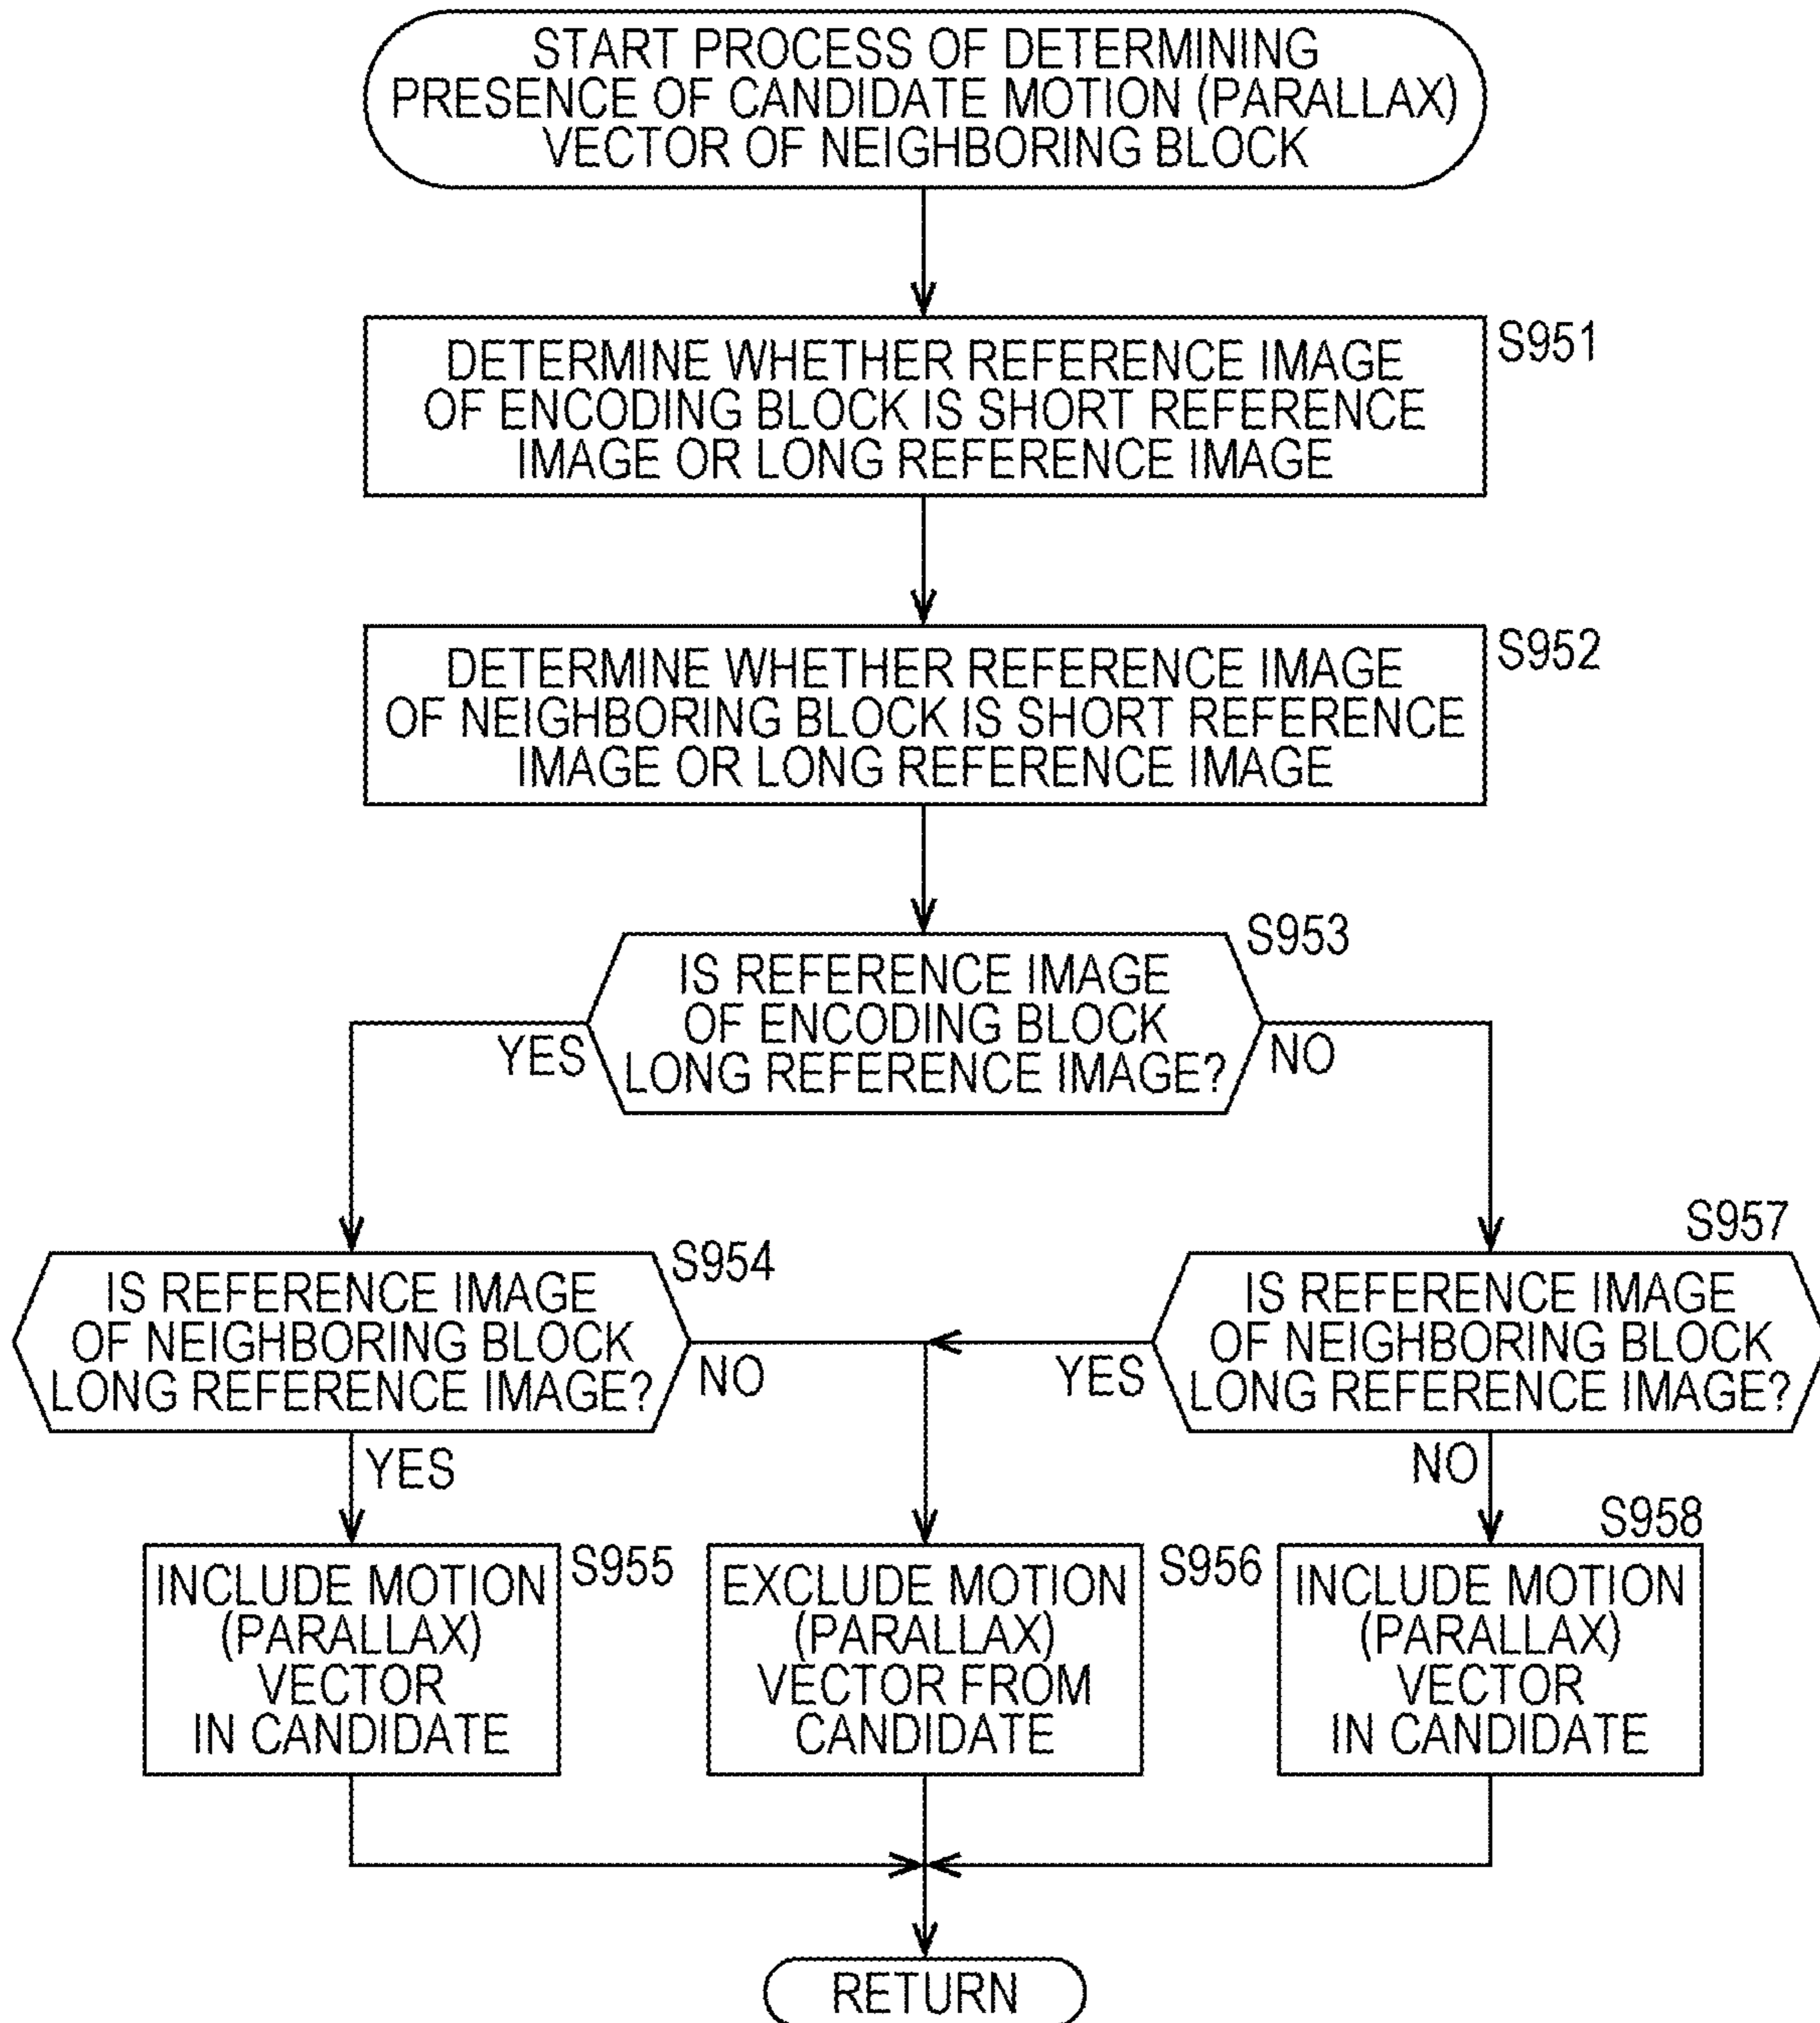 START PROCESS OF DETERMINING
PRESENCE OF CANDIDATE MOTION (PARALLAX)
VECTOR OF NEIGHBORING BLOCK
S951
DETERMINE WHETHER REFERENCE IMAGE
OF ENCODING BLOCK IS SHORT REFERENCE
IMAGE OR LONG REFERENCE IMAGE
S952
DETERMINE WHETHER REFERENCE IMAGE
OF NEIGHBORING BLOCK IS SHORT REFERENCE
IMAGE OR LONG REFERENCE IMAGE
S953
IS REFERENCE IMAGE
OF ENCODING BLOCK
LONG REFERENCE IMAGE?
YES
NO
S954
IS REFERENCE IMAGE
OF NEIGHBORING BLOCK
LONG REFERENCE IMAGE?
NO
YES
S957
IS REFERENCE IMAGE
OF NEIGHBORING BLOCK
LONG REFERENCE IMAGE?
YES
NO
S955
INCLUDE MOTION
(PARALLAX)
VECTOR
IN CANDIDATE
S956
EXCLUDE MOTION
(PARALLAX)
VECTOR FROM
CANDIDATE
S958
INCLUDE MOTION
(PARALLAX)
VECTOR
IN CANDIDATE
RETURN